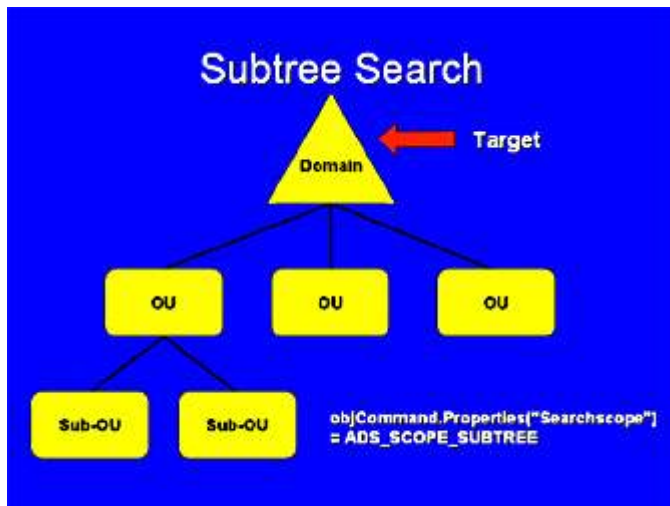 Subtree Search
Target
Domain
OU OU OU
Sub-OU Sub-OU
objCommand.Properties("Searchscope")
= ADS_SCOPE_SUBTREE